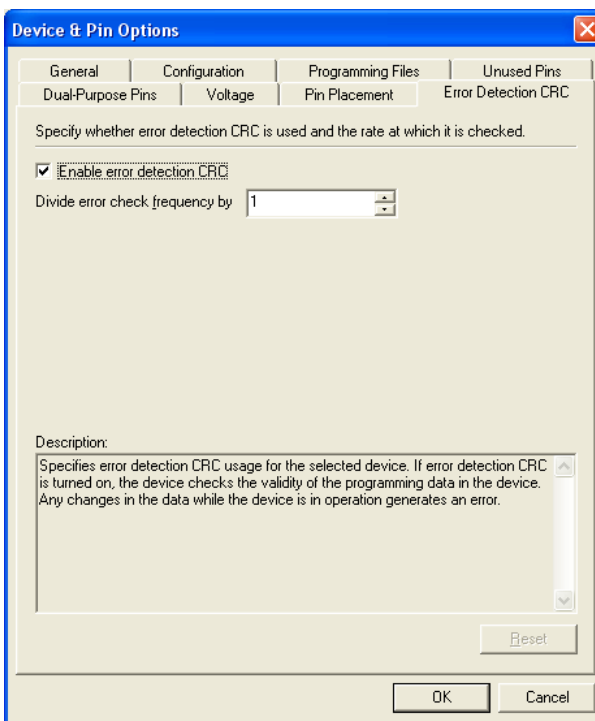 Device & Pin Options
General Configuration Programming Files Unused Pins
Dual-Purpose Pins Voltage Pin Placement Error Detection CRC
Specify whether error detection CRC is used and the rate at which it is checked.
Enable error detection CRC
Divide error check frequency by 1
Description:
Specifies error detection CRC usage for the selected device. If error detection CRC
is turned on, the device checks the validity of the programming data in the device.
Any changes in the data while the device is in operation generates an error.
Reset
OK Cancel